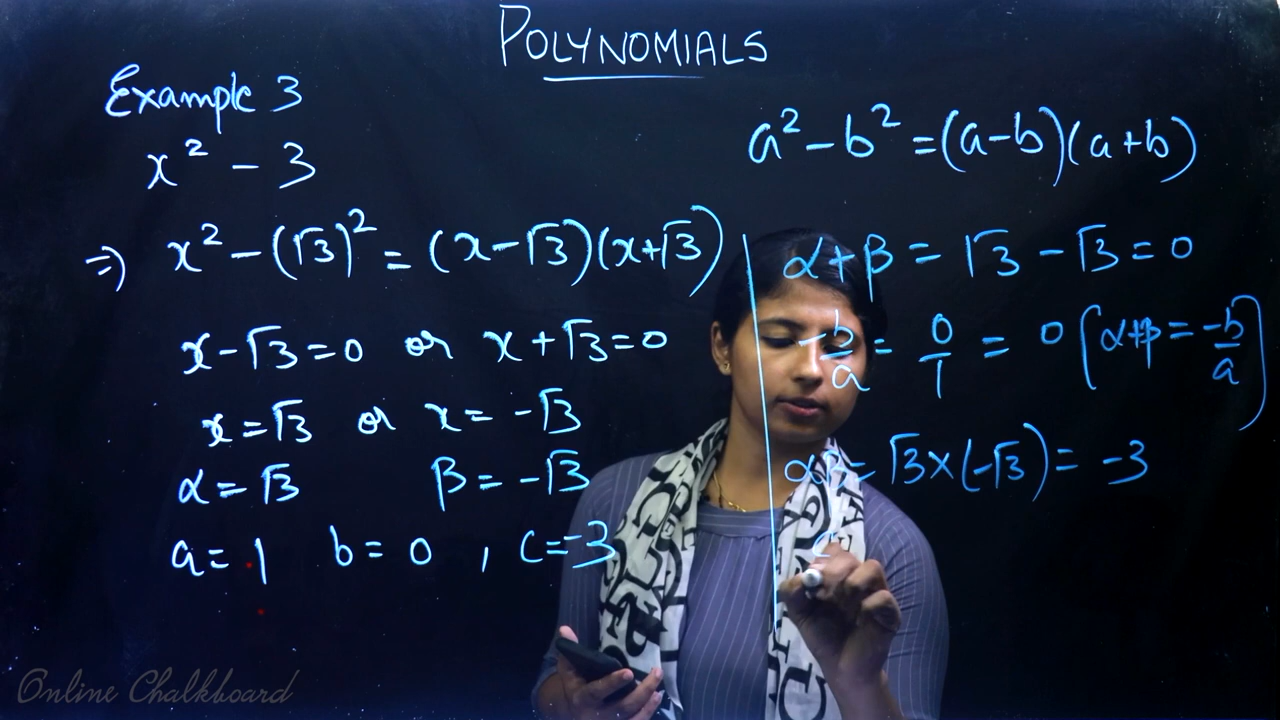 POLYNOMIALS
Example 3
x² - 3
a² - b² = (a-b)(a+b)
⇒ x² - (√3)² = (x-√3)(x+√3)
x-√3=0 or x+√3=0
x=√3 or x= -√3
α=√3 β= -√3
a= 1 b= 0 , c=-3
α+β = √3 - √3 = 0
-b/a = 0/1 = 0 (α+β = -b/a)
αβ= √3×(-√3) = -3
c
Online Chalkboard